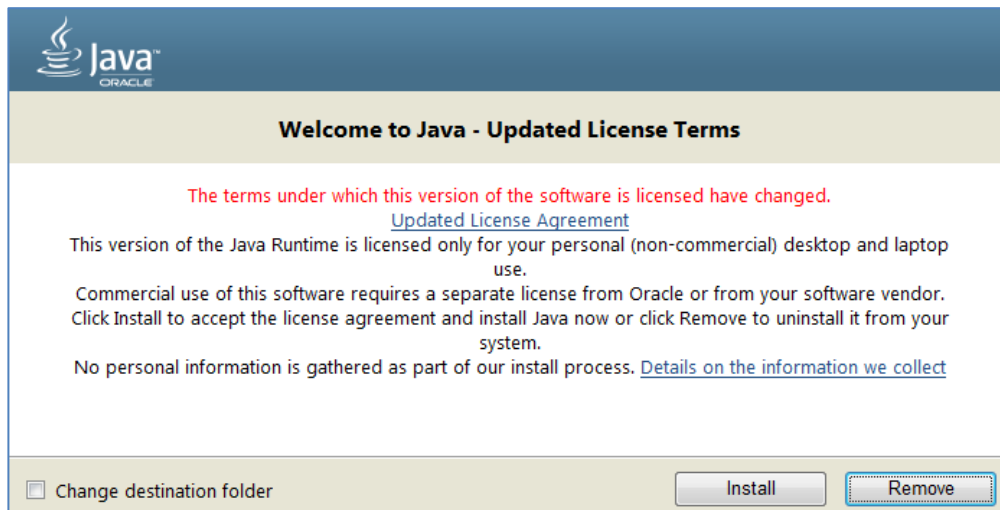 Java™
ORACLE
Welcome to Java - Updated License Terms
The terms under which this version of the software is licensed have changed.
Updated License Agreement
This version of the Java Runtime is licensed only for your personal (non-commercial) desktop and laptop
use.
Commercial use of this software requires a separate license from Oracle or from your software vendor.
Click Install to accept the license agreement and install Java now or click Remove to uninstall it from your
system.
No personal information is gathered as part of our install process. Details on the information we collect
Change destination folder
Install
Remove